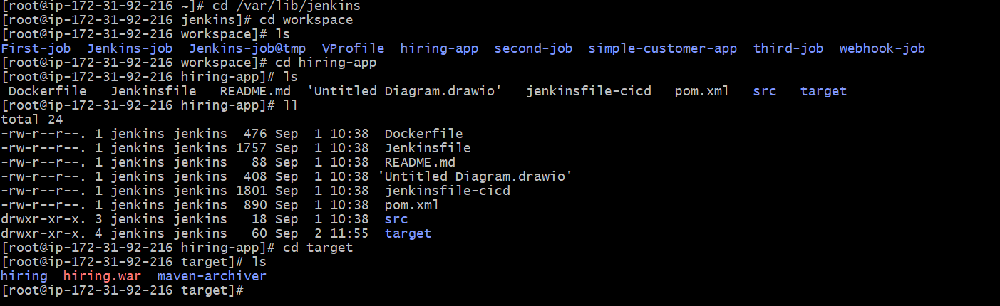 [root@ip-172-31-92-216 ~]# cd /var/lib/jenkins
[root@ip-172-31-92-216 jenkins]# cd workspace
[root@ip-172-31-92-216 workspace]# ls
First-job  Jenkins-job  Jenkins-job@tmp  VProfile  hiring-app  second-job  simple-customer-app  third-job  webhook-job
[root@ip-172-31-92-216 workspace]# cd hiring-app
[root@ip-172-31-92-216 hiring-app]# ls
 Dockerfile   Jenkinsfile   README.md  'Untitled Diagram.drawio'   jenkinsfile-cicd   pom.xml   src   target
[root@ip-172-31-92-216 hiring-app]# ll
total 24
-rw-r--r--. 1 jenkins jenkins  476 Sep  1 10:38  Dockerfile
-rw-r--r--. 1 jenkins jenkins 1757 Sep  1 10:38  Jenkinsfile
-rw-r--r--. 1 jenkins jenkins   88 Sep  1 10:38  README.md
-rw-r--r--. 1 jenkins jenkins  408 Sep  1 10:38 'Untitled Diagram.drawio'
-rw-r--r--. 1 jenkins jenkins 1801 Sep  1 10:38  jenkinsfile-cicd
-rw-r--r--. 1 jenkins jenkins  890 Sep  1 10:38  pom.xml
drwxr-xr-x. 3 jenkins jenkins   18 Sep  1 10:38  src
drwxr-xr-x. 4 jenkins jenkins   60 Sep  2 11:55  target
[root@ip-172-31-92-216 hiring-app]# cd target
[root@ip-172-31-92-216 target]# ls
hiring  hiring.war  maven-archiver
[root@ip-172-31-92-216 target]#